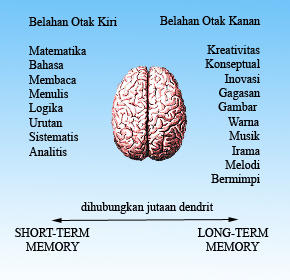 Belahan Otak Kiri
Matematika
Bahasa
Membaca
Menulis
Logika
Urutan
Sistematis
Analitis
Belahan Otak Kanan
Kreativitas
Konseptual
Inovasi
Gagasan
Gambar
Warna
Musik
Irama
Melodi
Bermimpi
dihubungkan jutaan dendrit
SHORT-TERM
MEMORY
LONG-TERM
MEMORY